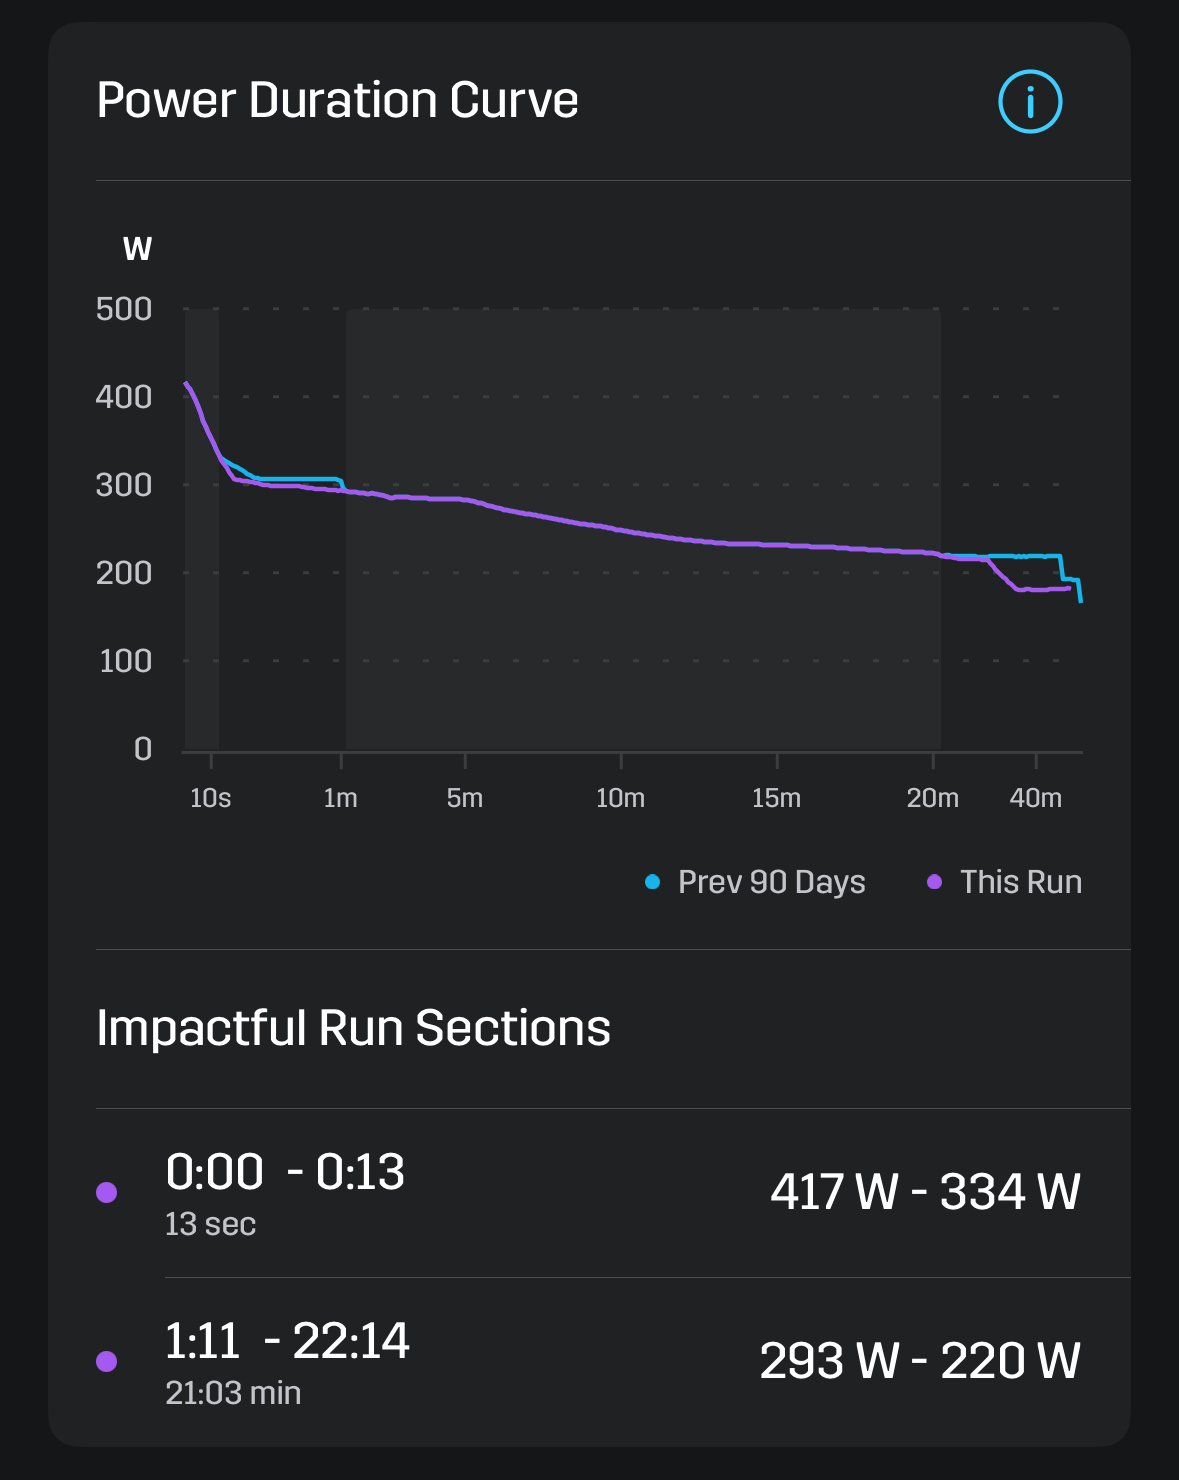 Power Duration Curve
i
W
500
400
300
200
100
0
10s 1m 5m 10m 15m 20m 40m
Prev 90 Days This Run
Impactful Run Sections
0:00 - 0:13
13 sec
417 W - 334 W
1:11 - 22:14
21:03 min
293 W - 220 W